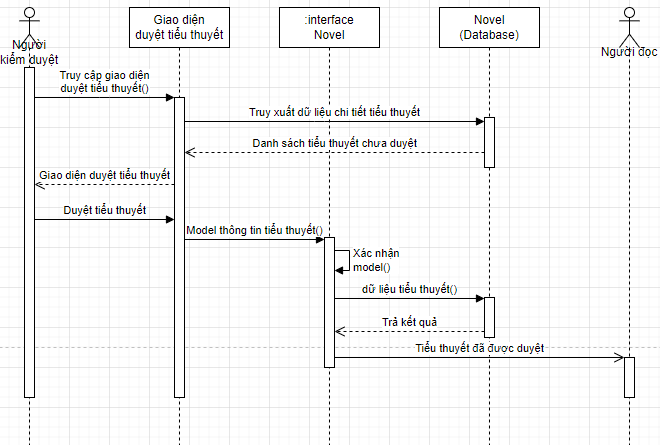 Người
kiểm duyệt
Giao diện
duyệt tiểu thuyết
:interface
Novel
Novel
(Database)
Người đọc
Truy cập giao diện
duyệt tiểu thuyết()
Truy xuất dữ liệu chi tiết tiểu thuyết
Danh sách tiểu thuyết chưa duyệt
Giao diện duyệt tiểu thuyết
Duyệt tiểu thuyết
Model thông tin tiểu thuyết()
Xác nhận
model()
dữ liệu tiểu thuyết()
Trả kết quả
Tiểu thuyết đã được duyệt